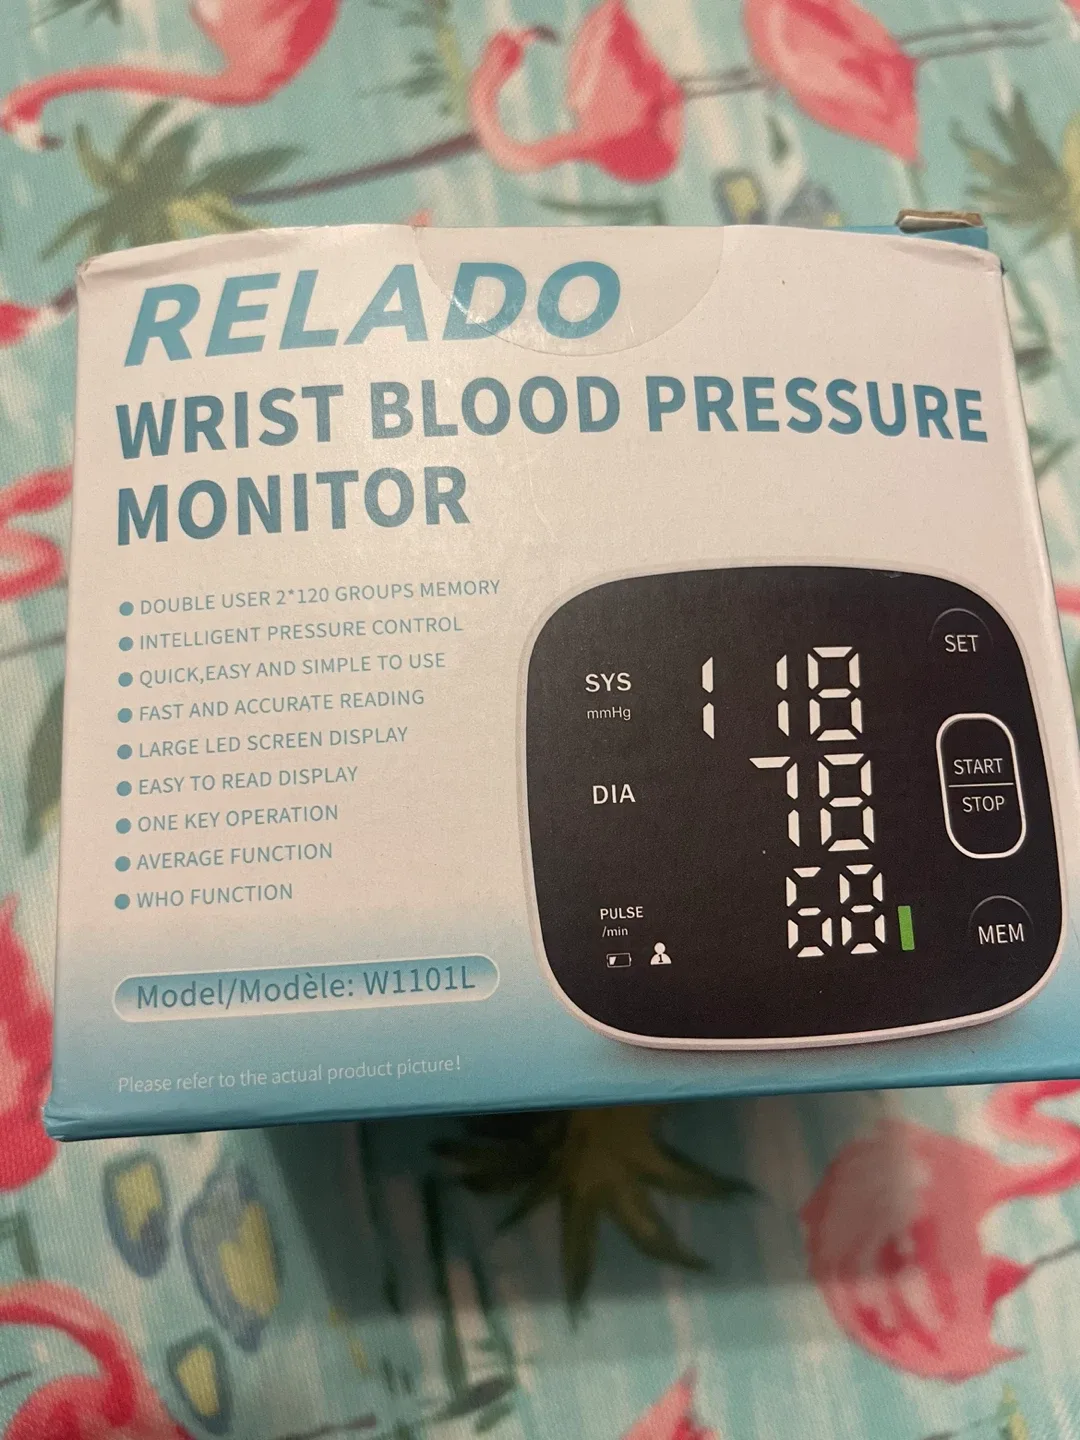 RELADO
WRIST BLOOD PRESSURE
MONITOR
DOUBLE USER 2*120 GROUPS MEMORY
INTELLIGENT PRESSURE CONTROL
QUICK,EASY AND SIMPLE TO USE
FAST AND ACCURATE READING
LARGE LED SCREEN DISPLAY
EASY TO READ DISPLAY
ONE KEY OPERATION
AVERAGE FUNCTION
WHO FUNCTION
Model/Modèle: W1101L
Please refer to the actual product picture!
SYS
mmHg
118
DIA
78
PULSE
/min
68
1
SET
START
STOP
MEM